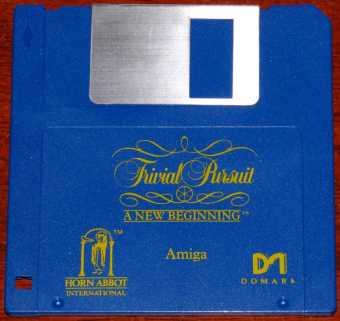 Trivial Pursuit
A NEW BEGINNING™
Amiga
™
HORN ABBOT
INTERNATIONAL
DOMARK